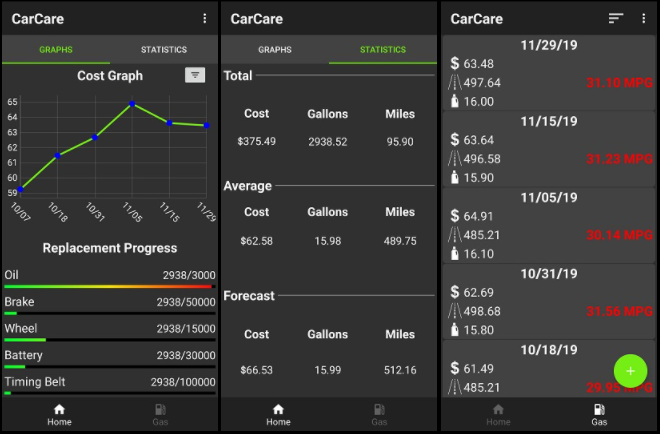 CarCare
GRAPHS STATISTICS
Cost Graph
65
64
63
62
61
60
59
10/07 10/18 10/31 11/05 11/15 11/29
Replacement Progress
Oil 2938/3000
Brake 2938/50000
Wheel 2938/15000
Battery 2938/30000
Timing Belt 2938/100000
Home Gas
CarCare
GRAPHS STATISTICS
Total
Cost Gallons Miles
$375.49 2938.52 95.90
Average
Cost Gallons Miles
$62.58 15.98 489.75
Forecast
Cost Gallons Miles
$66.53 15.99 512.16
Home Gas
CarCare
11/29/19
$ 63.48
497.64 31.10 MPG
16.00
11/15/19
$ 63.64
496.58 31.23 MPG
15.90
11/05/19
$ 64.91
485.21 30.14 MPG
16.10
10/31/19
$ 62.69
498.68 31.56 MPG
15.80
10/18/19
$ 61.49
485.21 29.95 MPG
+
Home Gas